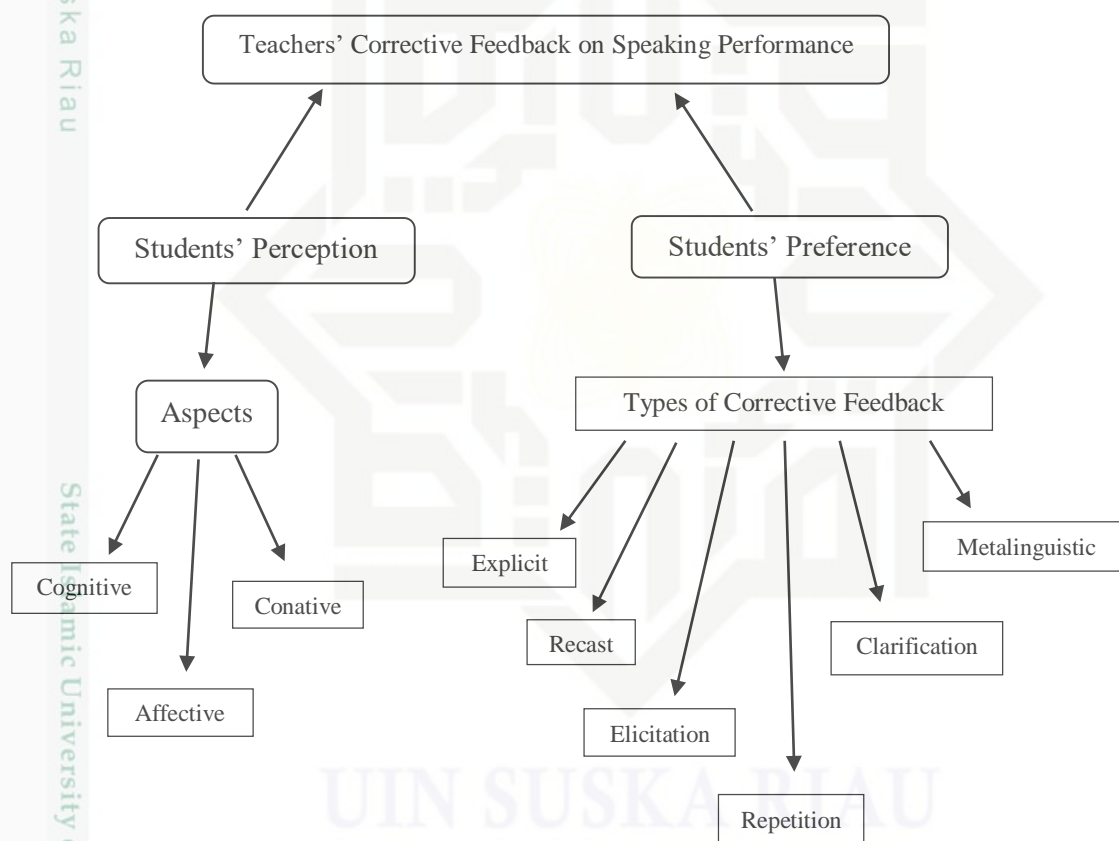 Teachers’ Corrective Feedback on Speaking Performance
Students’ Perception
Students’ Preference
Aspects
Types of Corrective Feedback
Cognitive
Affective
Conative
Explicit
Recast
Elicitation
Repetition
Clarification
Metalinguistic
ska Riau
State Islamic University
UIN SUSKA RIAU